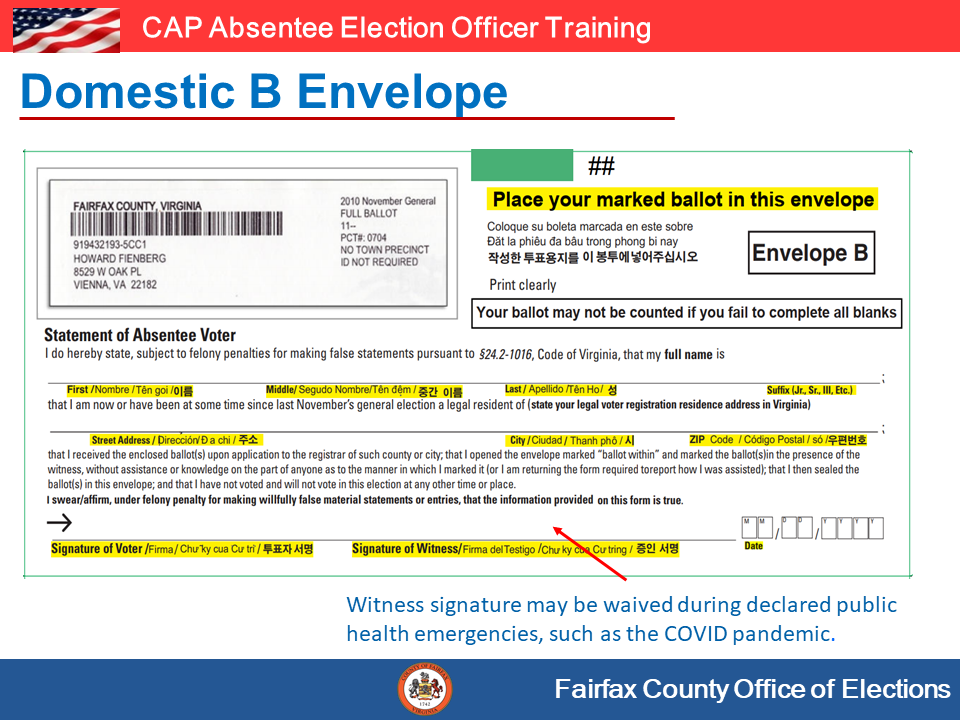 CAP Absentee Election Officer Training
Domestic B Envelope
FAIRFAX COUNTY, VIRGINIA
919432193-5CC1
HOWARD FIENBERG
8529 W OAK PL
VIENNA, VA 22182
2010 November General
FULL BALLOT
11--
PCT#: 0704
NO TOWN PRECINCT
ID NOT REQUIRED
##
Place your marked ballot in this envelope
Coloque su boleta marcada en este sobre
Đăt la phiêu đa bâu trong phong bi nay
작성한 투표용지를 이 봉투에넣어주십시오
Envelope B
Print clearly
Your ballot may not be counted if you fail to complete all blanks
Statement of Absentee Voter
I do hereby state, subject to felony penalties for making false statements pursuant to §24.2-1016, Code of Virginia, that my full name is
;
First /Nombre /Tên goi /이름 Middle/ Segudo Nombre/Tên đệm / 중간 이름 Last / Apellido /Tên Ho/ 성 Suffix (Jr., Sr., III, Etc.)
that I am now or have been at some time since last November's general election a legal resident of (state your legal voter registration residence address in Virginia)
;
Street Address / Dirección/ Đa chi / 주소 City / Ciudad / Thanh phô / 시 ZIP Code / Código Postal / só /우편번호
that I received the enclosed ballot(s) upon application to the registrar of such county or city; that I opened the envelope marked “ballot within” and marked the ballot(s)in the presence of the
witness, without assistance or knowledge on the part of anyone as to the manner in which I marked it (or I am returning the form required toreport how I was assisted); that I then sealed the
ballot(s) in this envelope; and that I have not voted and will not vote in this election at any other time or place.
I swear/affirm, under felony penalty for making willfully false material statements or entries, that the information provided on this form is true.
M M / D D / Y Y Y Y
Signature of Voter /Firma / Chư ̃ky cua Cư tri / 투표자 서명 Signature of Witness/ Firma del Testigo /Chư ky cua Cư tring / 증인 서명 Date
Witness signature may be waived during declared public
health emergencies, such as the COVID pandemic.
COUNTY OF FAIRFAX
VIRGINIA
1742
Fairfax County Office of Elections